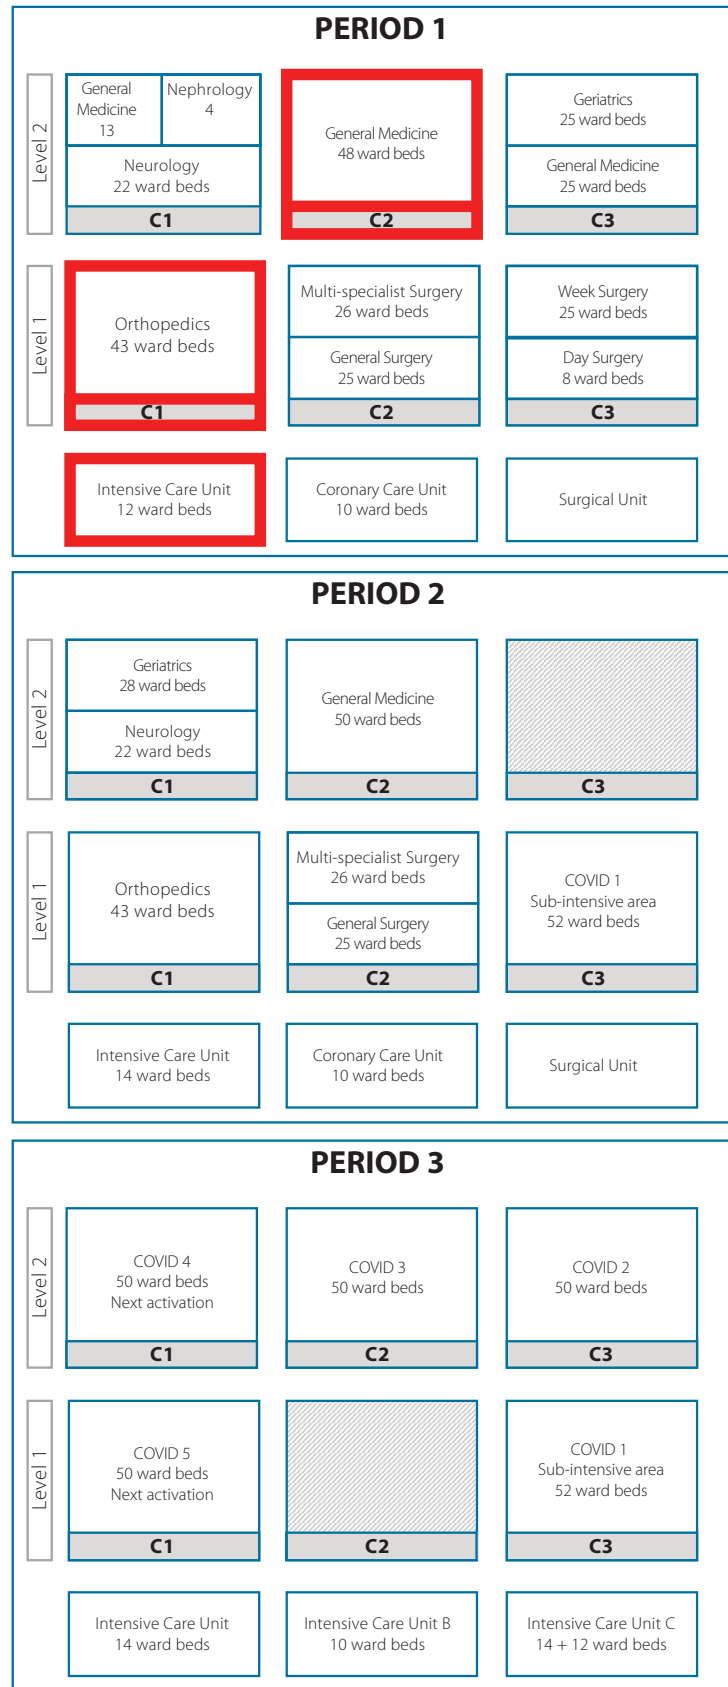 PERIOD 1
Level 2
General
Medicine
13
Nephrology
4
Neurology
22 ward beds
C1
General Medicine
48 ward beds
C2
Geriatrics
25 ward beds
General Medicine
25 ward beds
C3
Level 1
Orthopedics
43 ward beds
C1
Multi-specialist Surgery
26 ward beds
General Surgery
25 ward beds
C2
Week Surgery
25 ward beds
Day Surgery
8 ward beds
C3
Intensive Care Unit
12 ward beds
Coronary Care Unit
10 ward beds
Surgical Unit
PERIOD 2
Level 2
Geriatrics
28 ward beds
Neurology
22 ward beds
C1
General Medicine
50 ward beds
C2
C3
Level 1
Orthopedics
43 ward beds
C1
Multi-specialist Surgery
26 ward beds
General Surgery
25 ward beds
C2
COVID 1
Sub-intensive area
52 ward beds
C3
Intensive Care Unit
14 ward beds
Coronary Care Unit
10 ward beds
Surgical Unit
PERIOD 3
Level 2
COVID 4
50 ward beds
Next activation
C1
COVID 3
50 ward beds
C2
COVID 2
50 ward beds
C3
Level 1
COVID 5
50 ward beds
Next activation
C1
C2
COVID 1
Sub-intensive area
52 ward beds
C3
Intensive Care Unit
14 ward beds
Intensive Care Unit B
10 ward beds
Intensive Care Unit C
14 + 12 ward beds